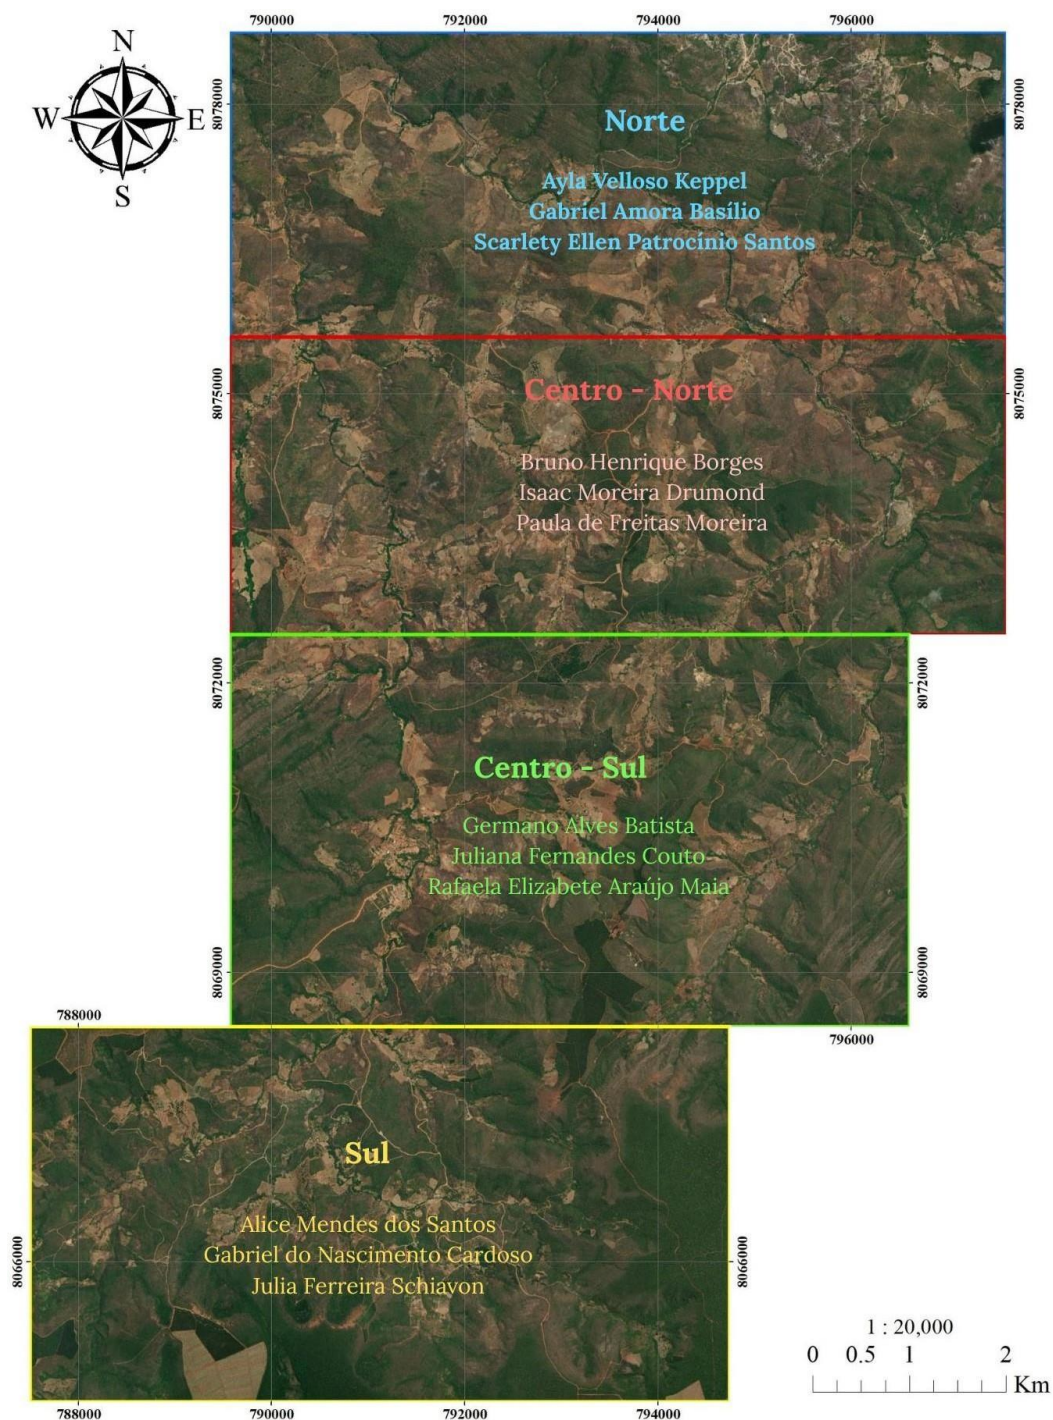 790000 792000 794000 796000
N
W E
S
8078000 8078000
Norte
Ayla Velloso Keppel
Gabriel Amora Basílio
Scarlety Ellen Patrocínio Santos
8075000 8075000
Centro - Norte
Bruno Henrique Borges
Isaac Moreira Drumond
Paula de Freitas Moreira
8072000 8072000
Centro - Sul
Germano Alves Batista
Juliana Fernandes Couto
Rafaela Elizabete Araújo Maia
8069000 8069000
788000
796000
Sul
Alice Mendes dos Santos
Gabriel do Nascimento Cardoso
Julia Ferreira Schiavon
8066000 8066000
1 : 20,000
0 0.5 1 2
Km
788000 790000 792000 794000